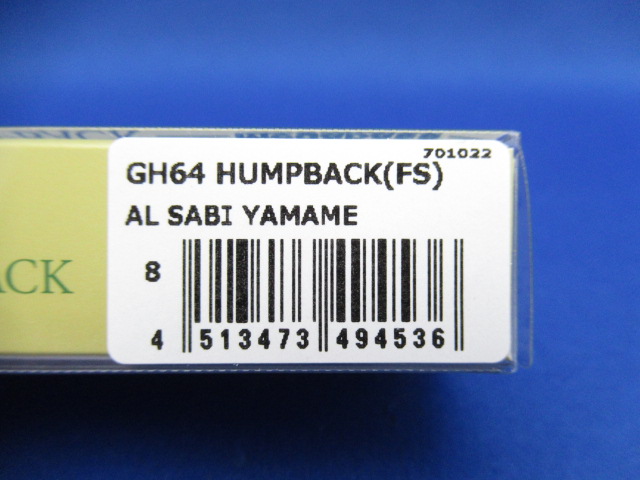 701022
GH64 HUMPBACK(FS)
AL SABI YAMAME
ACK
8
4 513473 494536